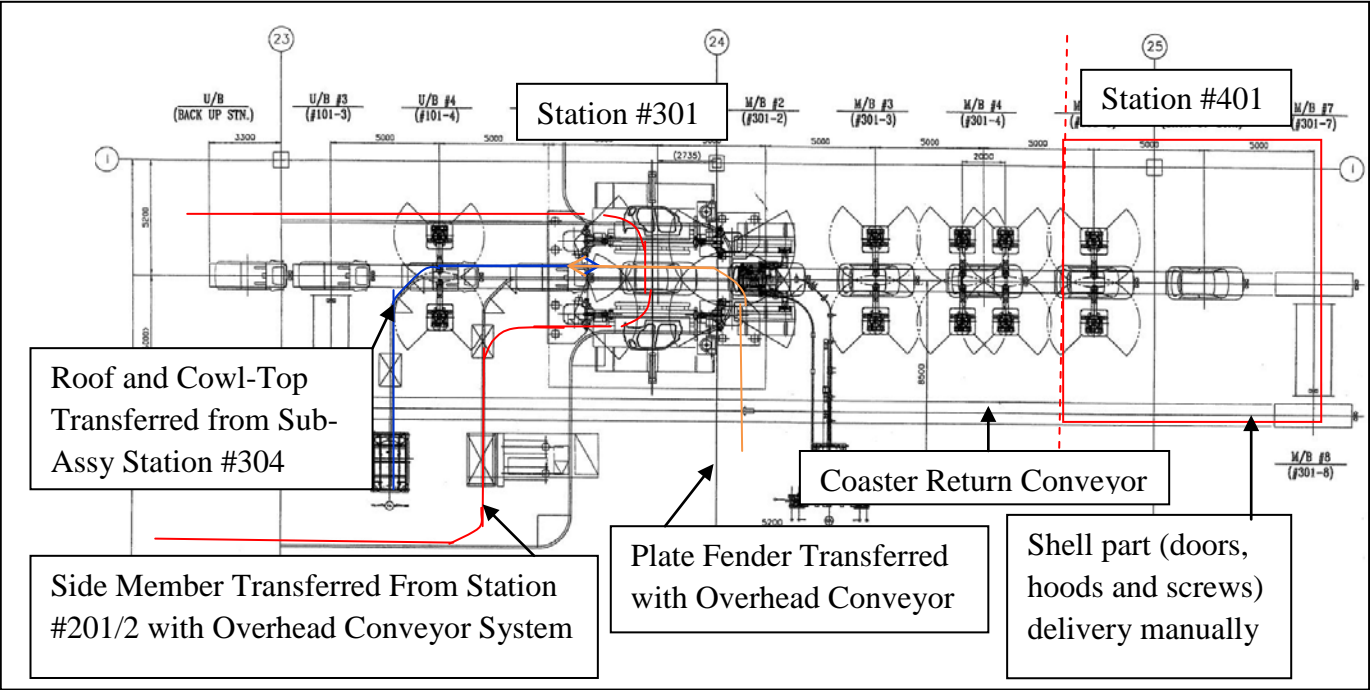 23
24
25
U/B
(BACK UP STN.)
U/B #3
(#101-3)
U/B #4
(#101-4)
Station #301
M/B #2
(#301-2)
M/B #3
(#301-3)
M/B #4
(#301-4)
Station #401
M/B #7
(#301-7)
3300
5000
5000
(2735)
5000
5000
2000
5000
5000
5000
1
1
5200
8500
Roof and Cowl-Top
Transferred from Sub-
Assy Station #304
Coaster Return Conveyor
M/B #8
(#301-8)
5200
Side Member Transferred From Station
#201/2 with Overhead Conveyor System
Plate Fender Transferred
with Overhead Conveyor
Shell part (doors,
hoods and screws)
delivery manually